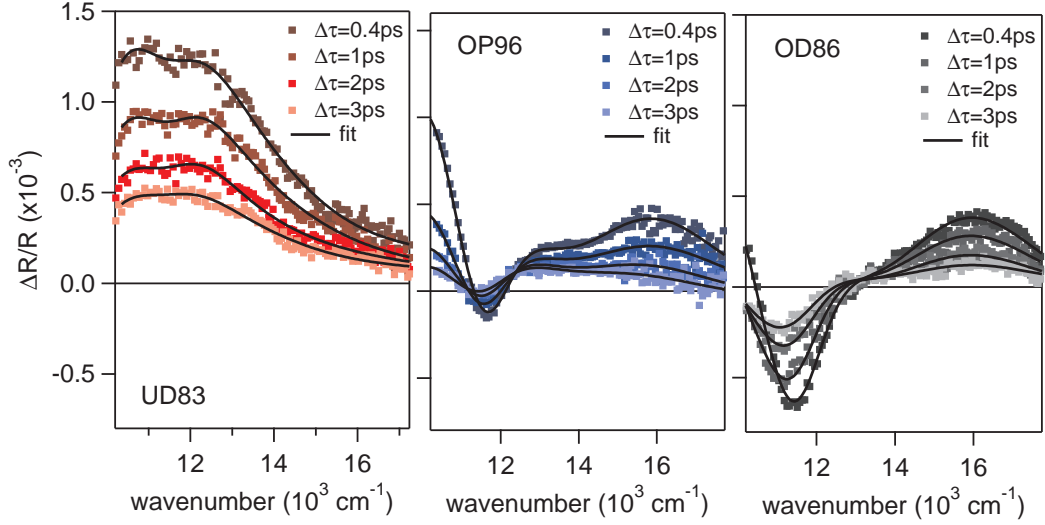 1.5
1.0
0.5
0.0
-0.5
ΔR/R (x10⁻³)
Δτ=0.4ps
Δτ=1ps
Δτ=2ps
Δτ=3ps
fit
UD83
12
14
16
wavenumber (10³ cm⁻¹)
OP96
Δτ=0.4ps
Δτ=1ps
Δτ=2ps
Δτ=3ps
fit
12
14
16
wavenumber (10³ cm⁻¹)
OD86
Δτ=0.4ps
Δτ=1ps
Δτ=2ps
Δτ=3ps
fit
12
14
16
wavenumber (10³ cm⁻¹)